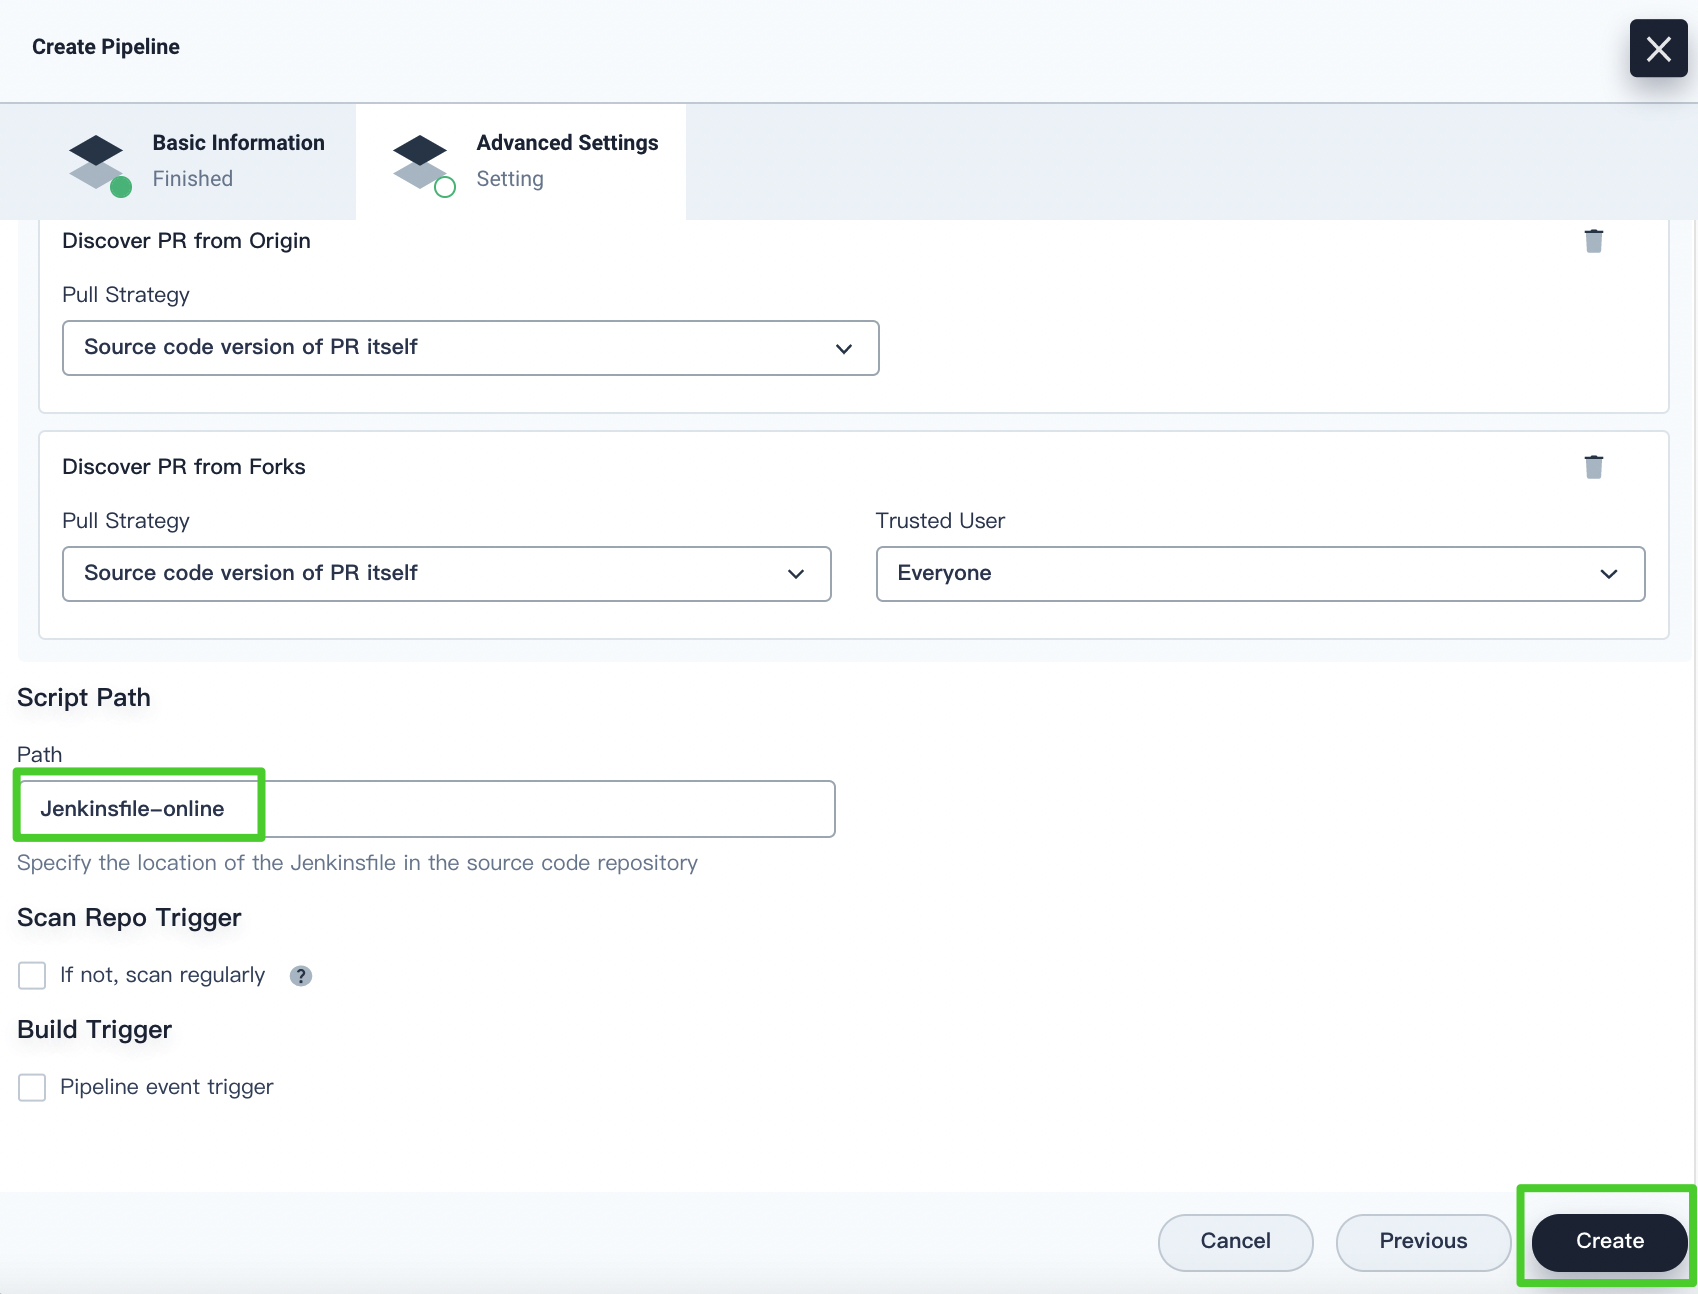 Create Pipeline
Basic Information
Finished
Advanced Settings
Setting
Discover PR from Origin
Pull Strategy
Source code version of PR itself
Discover PR from Forks
Pull Strategy
Trusted User
Source code version of PR itself
Everyone
Script Path
Path
Jenkinsfile-online
Specify the location of the Jenkinsfile in the source code repository
Scan Repo Trigger
If not, scan regularly ?
Build Trigger
Pipeline event trigger
Cancel
Previous
Create